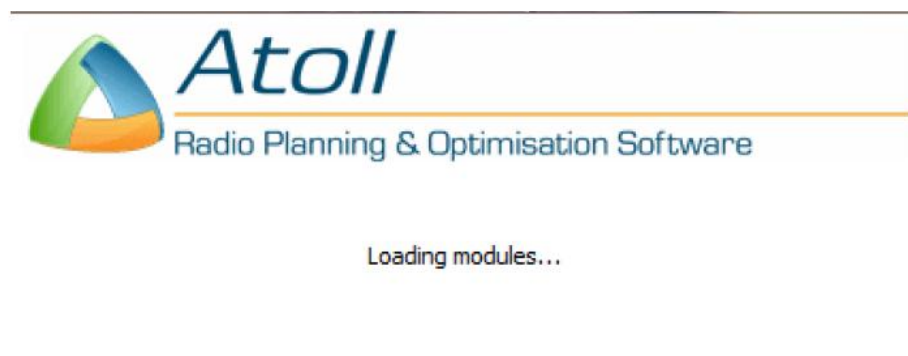 Atoll
Radio Planning & Optimisation Software
Loading modules...